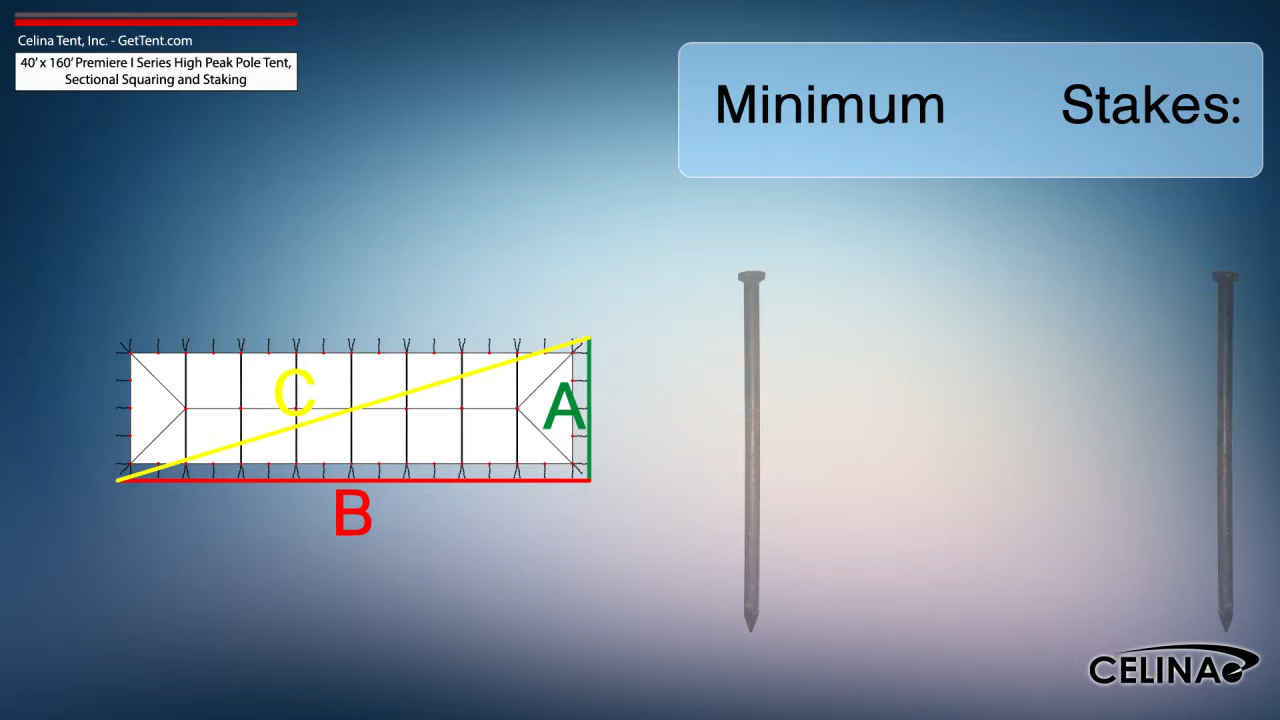 Celina Tent, Inc. - GetTent.com
40’ x 160’ Premiere I Series High Peak Pole Tent,
Sectional Squaring and Staking
Minimum Stakes:
C
A
B
CELINA